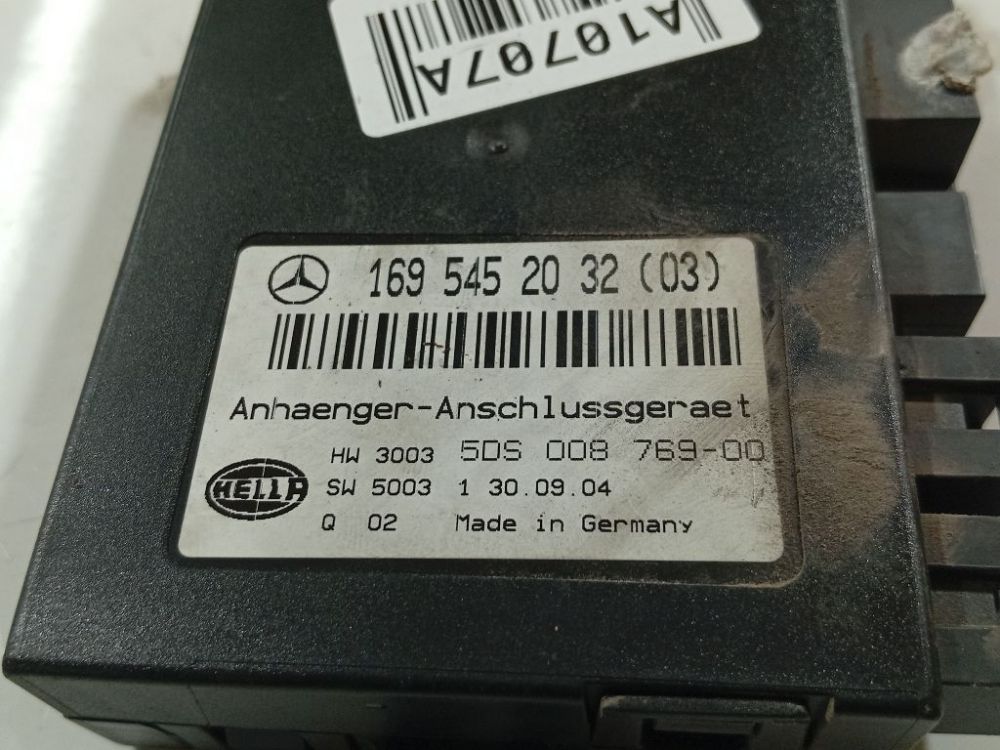 A10707A
169 545 20 32 (03)
Anhaenger-Anschlussgeraet
HW 3003 5DS 008 769-00
HELLA SW 5003 1 30.09.04
Q 02 Made in Germany